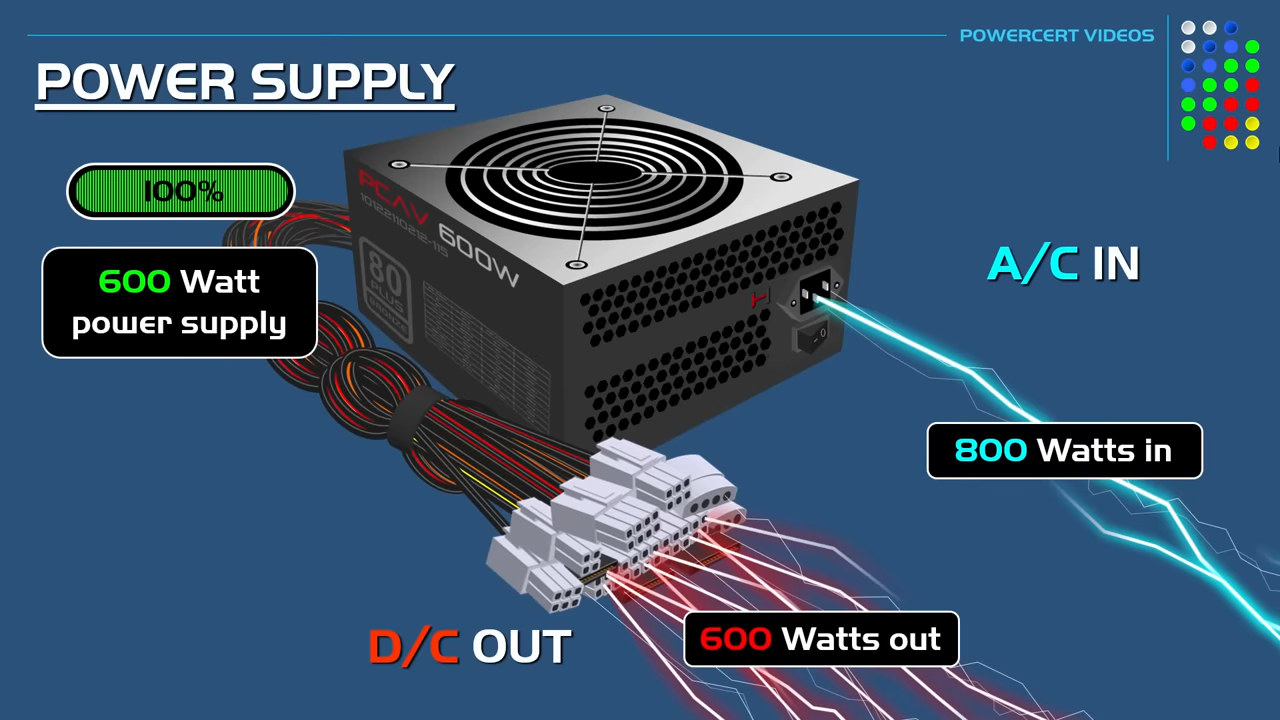 POWERCERT VIDEOS
POWER SUPPLY
100%
600 Watt
power supply
PCAV
600W
80
PLUS
BRONZE
A/C IN
800 Watts in
D/C OUT
600 Watts out